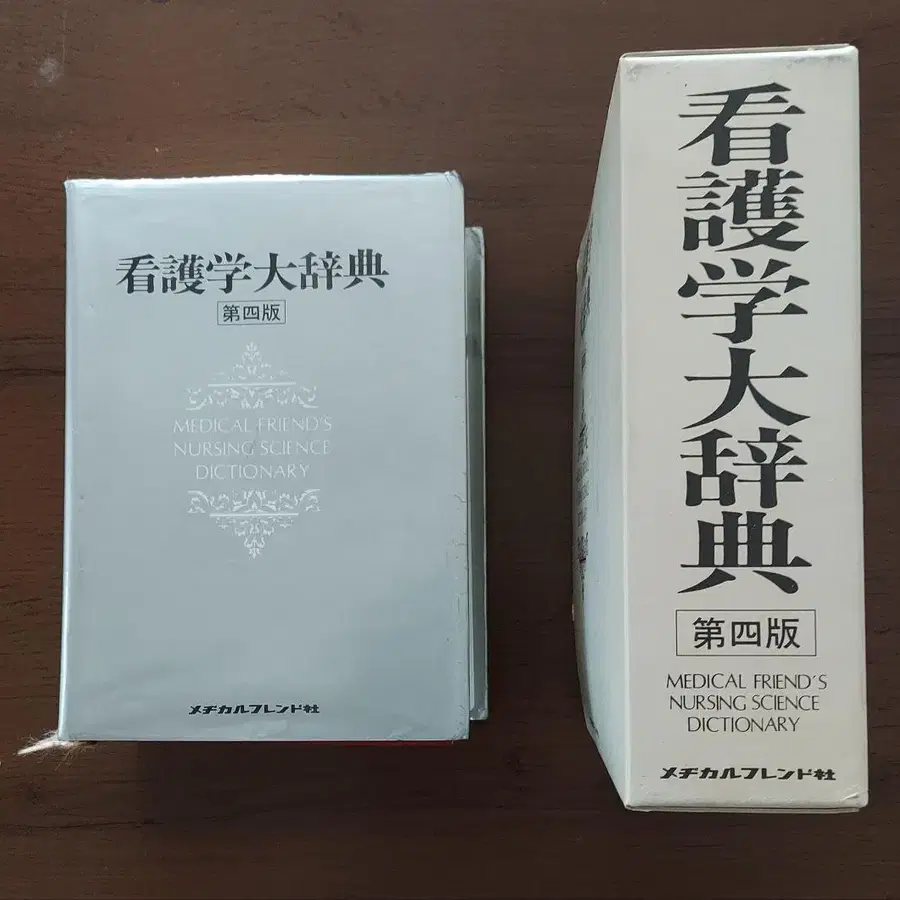 看護学大辞典
第四版
MEDICAL FRIEND'S
NURSING SCIENCE
DICTIONARY
メヂカルフレンド社
看護学大辞典
第四版
MEDICAL FRIEND'S
NURSING SCIENCE
DICTIONARY
メヂカルフレンド社